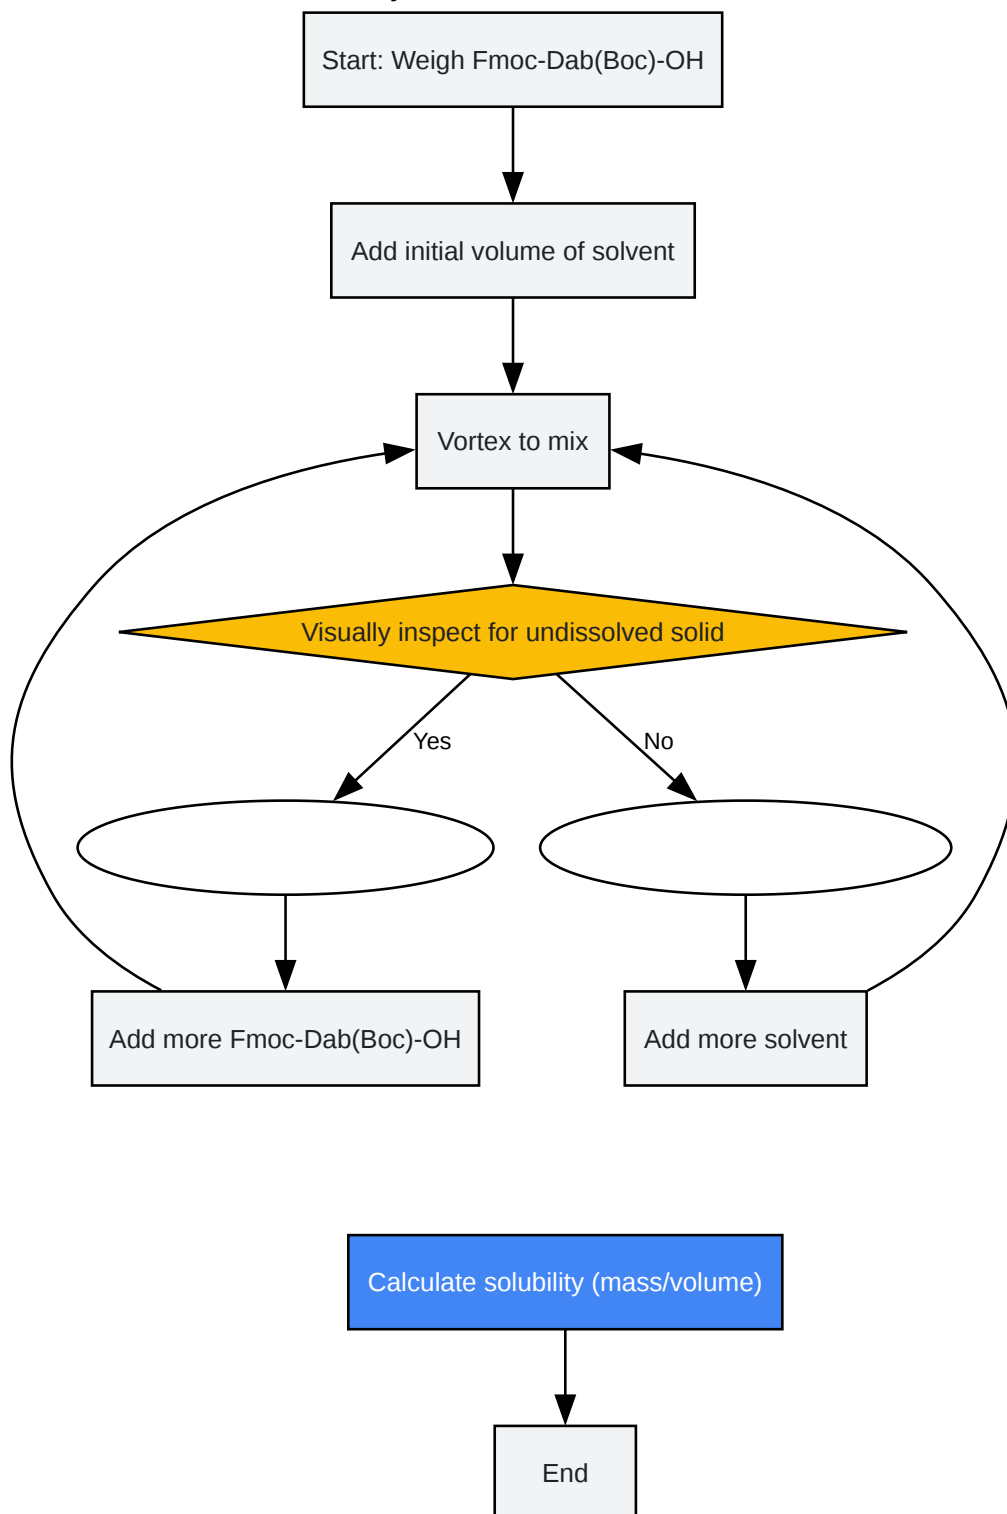 Start: Weigh Fmoc-Dab(Boc)-OH
Add initial volume of solvent
Vortex to mix
Visually inspect for undissolved solid
Yes
No
Add more Fmoc-Dab(Boc)-OH
Add more solvent
Calculate solubility (mass/volume)
End